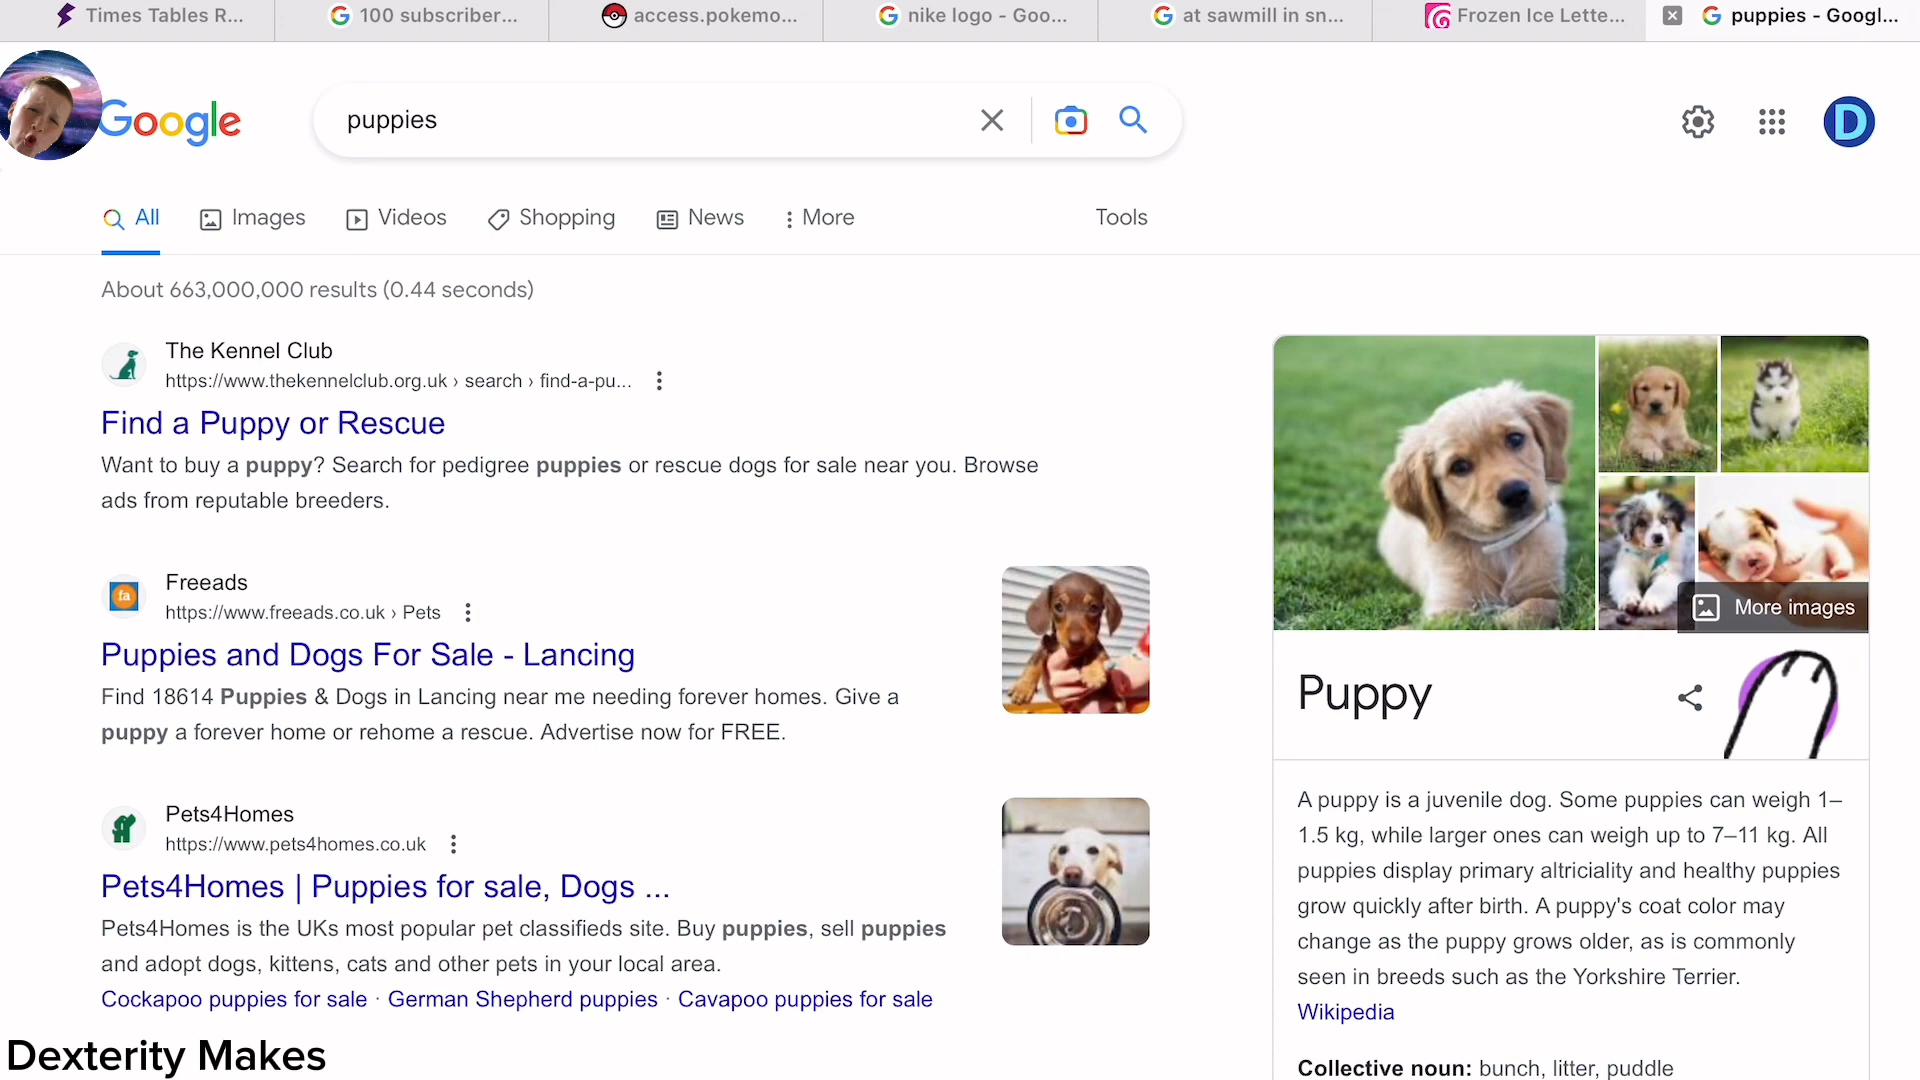 Times Tables R...
100 subscriber...
access.pokemo...
nike logo - Goo...
at sawmill in sn...
Frozen Ice Lette...
puppies - Googl...
Google
puppies
D
All
Images
Videos
Shopping
News
More
Tools
About 663,000,000 results (0.44 seconds)
The Kennel Club
https://www.thekennelclub.org.uk › search › find-a-pu...
Find a Puppy or Rescue
Want to buy a puppy? Search for pedigree puppies or rescue dogs for sale near you. Browse
ads from reputable breeders.
fa
Freeads
https://www.freeads.co.uk › Pets
Puppies and Dogs For Sale - Lancing
Find 18614 Puppies & Dogs in Lancing near me needing forever homes. Give a
puppy a forever home or rehome a rescue. Advertise now for FREE.
Pets4Homes
https://www.pets4homes.co.uk
Pets4Homes | Puppies for sale, Dogs ...
Pets4Homes is the UKs most popular pet classifieds site. Buy puppies, sell puppies
and adopt dogs, kittens, cats and other pets in your local area.
Cockapoo puppies for sale · German Shepherd puppies · Cavapoo puppies for sale
Dexterity Makes
More images
Puppy
A puppy is a juvenile dog. Some puppies can weigh 1–
1.5 kg, while larger ones can weigh up to 7–11 kg. All
puppies display primary altriciality and healthy puppies
grow quickly after birth. A puppy's coat color may
change as the puppy grows older, as is commonly
seen in breeds such as the Yorkshire Terrier.
Wikipedia
Collective noun: bunch, litter, puddle